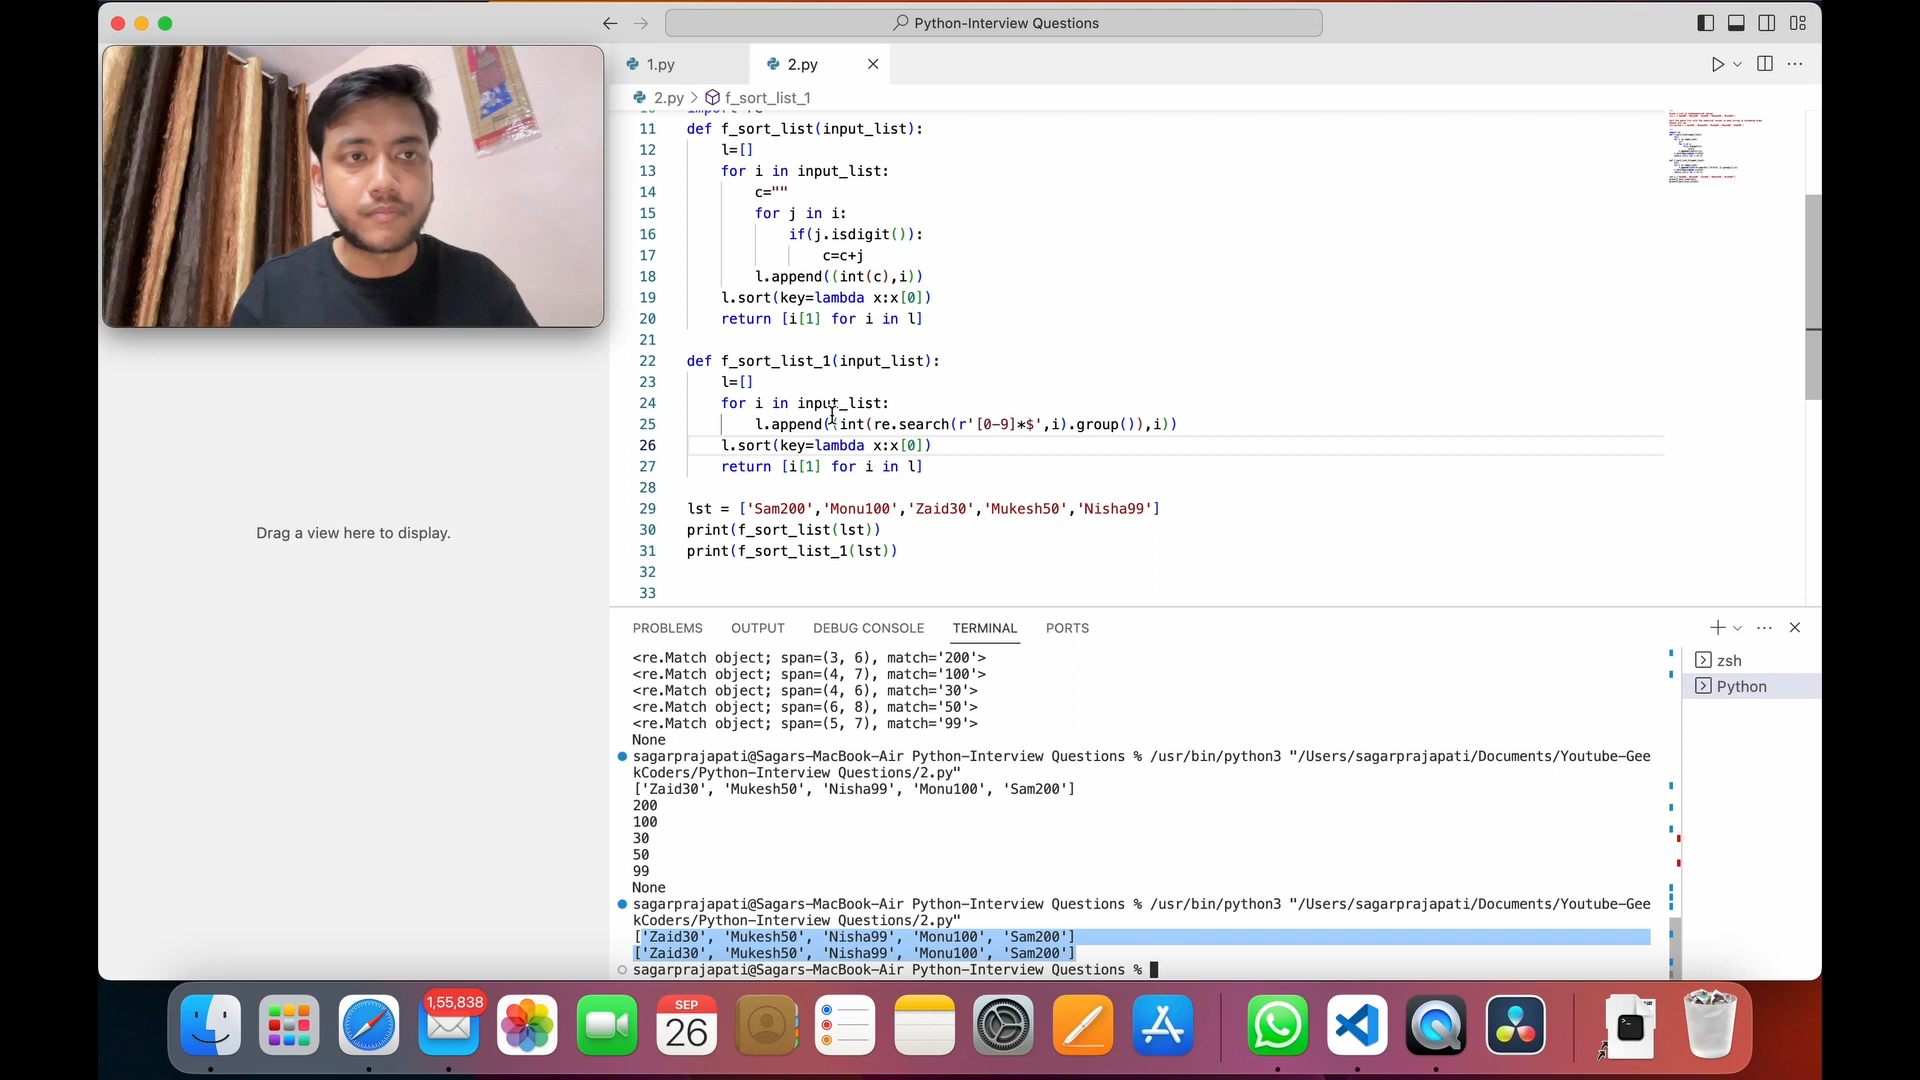 Python-Interview Questions
1.py
2.py
2.py > f_sort_list_1
Drag a view here to display.
10 import re
11 def f_sort_list(input_list):
12 l=[]
13 for i in input_list:
14 c=""
15 for j in i:
16 if(j.isdigit()):
17 c=c+j
18 l.append((int(c),i))
19 l.sort(key=lambda x:x[0])
20 return [i[1] for i in l]
21
22 def f_sort_list_1(input_list):
23 l=[]
24 for i in input_list:
25 l.append((int(re.search(r'[0-9]*$',i).group()),i))
26 l.sort(key=lambda x:x[0])
27 return [i[1] for i in l]
28
29 lst = ['Sam200','Monu100','Zaid30','Mukesh50','Nisha99']
30 print(f_sort_list(lst))
31 print(f_sort_list_1(lst))
32
33
PROBLEMS OUTPUT DEBUG CONSOLE TERMINAL PORTS
<re.Match object; span=(3, 6), match='200'>
<re.Match object; span=(4, 7), match='100'>
<re.Match object; span=(4, 6), match='30'>
<re.Match object; span=(6, 8), match='50'>
<re.Match object; span=(5, 7), match='99'>
None
sagarprajapati@Sagars-MacBook-Air Python-Interview Questions % /usr/bin/python3 "/Users/sagarprajapati/Documents/Youtube-Gee
kCoders/Python-Interview Questions/2.py"
['Zaid30', 'Mukesh50', 'Nisha99', 'Monu100', 'Sam200']
200
100
30
50
99
None
sagarprajapati@Sagars-MacBook-Air Python-Interview Questions % /usr/bin/python3 "/Users/sagarprajapati/Documents/Youtube-Gee
kCoders/Python-Interview Questions/2.py"
['Zaid30', 'Mukesh50', 'Nisha99', 'Monu100', 'Sam200']
['Zaid30', 'Mukesh50', 'Nisha99', 'Monu100', 'Sam200']
sagarprajapati@Sagars-MacBook-Air Python-Interview Questions %
zsh
Python
1,55,838
SEP
26